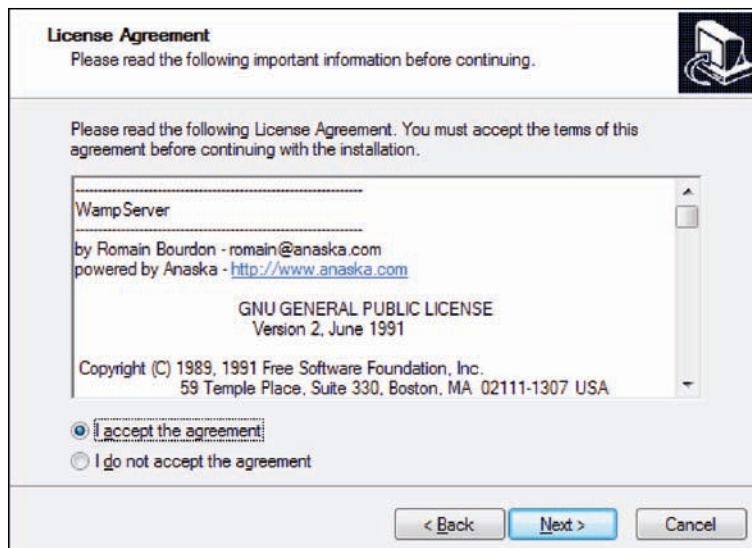 License Agreement
Please read the following important information before continuing.
Please read the following License Agreement. You must accept the terms of this
agreement before continuing with the installation.
------------------------------------------------------------
WampServer
------------------------------------------------------------
by Romain Bourdon - romain@anaska.com
powered by Anaska - http://www.anaska.com
GNU GENERAL PUBLIC LICENSE
Version 2, June 1991
Copyright (C) 1989, 1991 Free Software Foundation, Inc.
59 Temple Place, Suite 330, Boston, MA 02111-1307 USA
I accept the agreement
I do not accept the agreement
< Back Next > Cancel